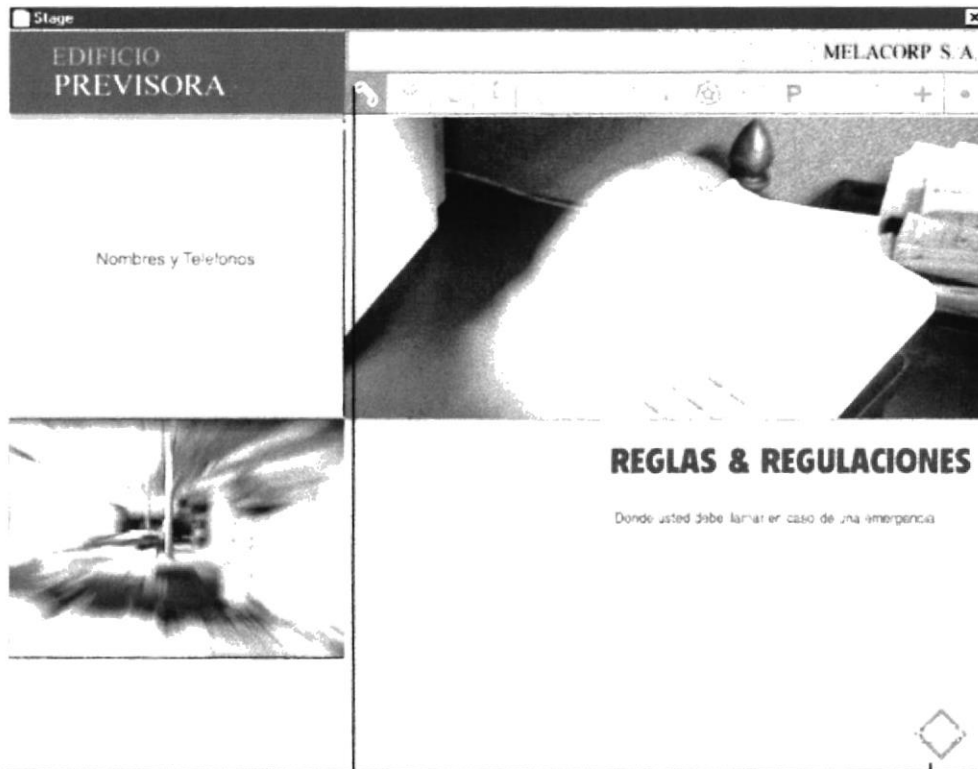 Stage
EDIFICIO
PREVISORA
MELACORP S. A.
P
Nombres y Telefonos
REGLAS & REGULACIONES
Donde usted debe llamar en caso de una emergencia